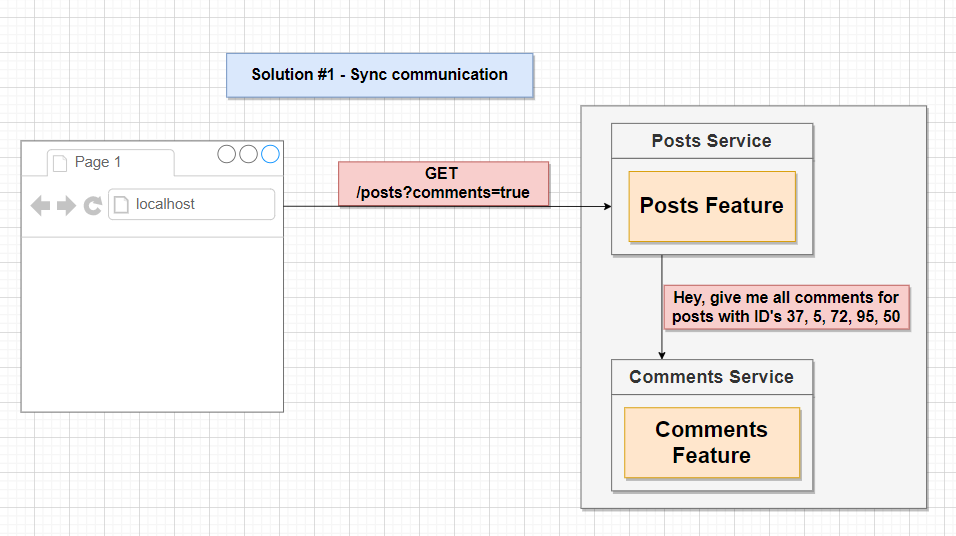 Solution #1 - Sync communication
Page 1
localhost
GET
/posts?comments=true
Posts Service
Posts Feature
Hey, give me all comments for
posts with ID's 37, 5, 72, 95, 50
Comments Service
Comments
Feature